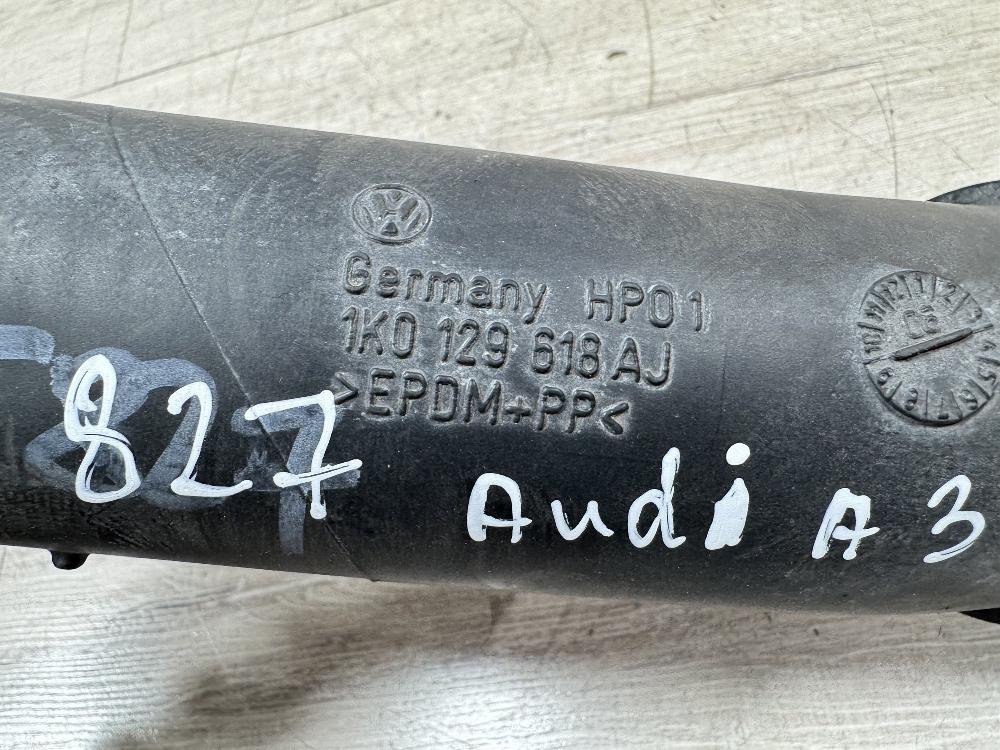 Germany HP01
1K0 129 618 AJ
>EPDM+PP<
827 Audi A3